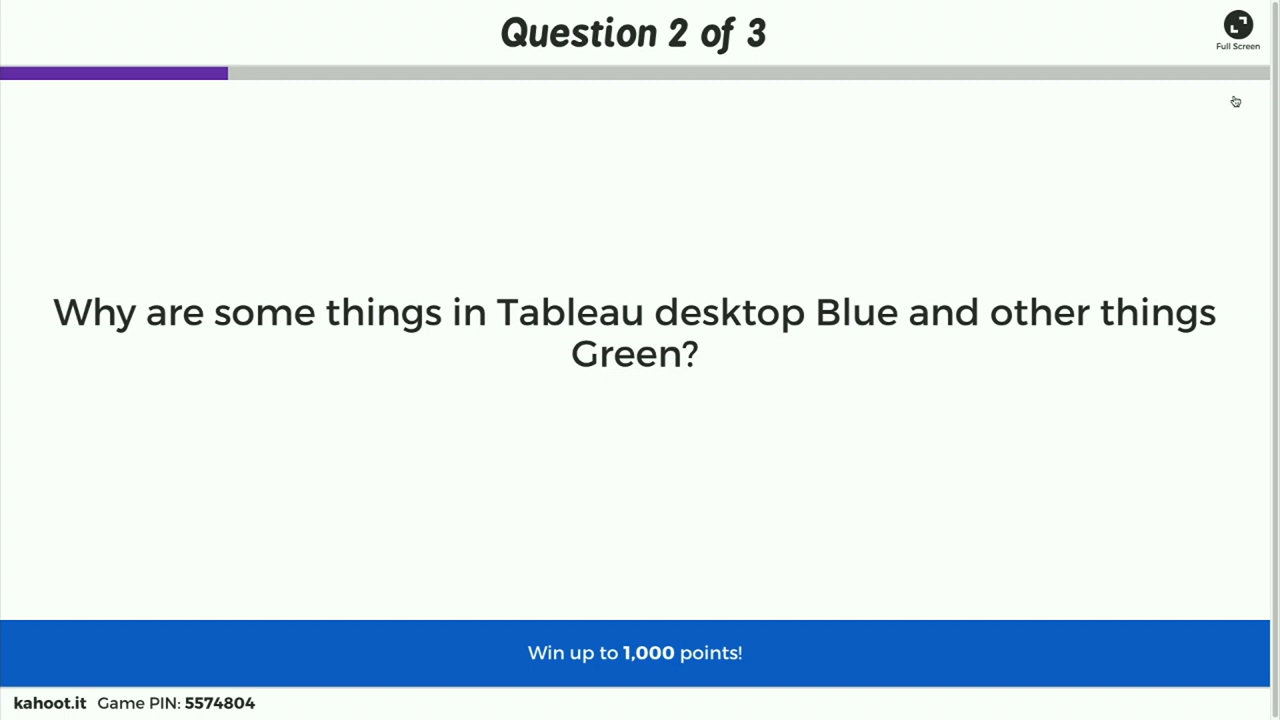 Question 2 of 3
Full Screen
Why are some things in Tableau desktop Blue and other things
Green?
Win up to 1,000 points!
kahoot.it Game PIN: 5574804